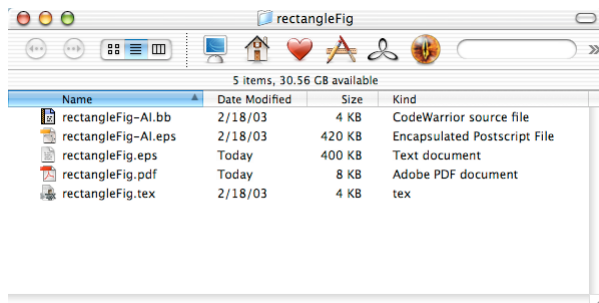 rectangleFig
5 items, 30.56 GB available
Name Date Modified Size Kind
rectangleFig-AI.bb 2/18/03 4 KB CodeWarrior source file
rectangleFig-AI.eps 2/18/03 420 KB Encapsulated Postscript File
rectangleFig.eps Today 400 KB Text document
rectangleFig.pdf Today 8 KB Adobe PDF document
rectangleFig.tex 2/18/03 4 KB tex